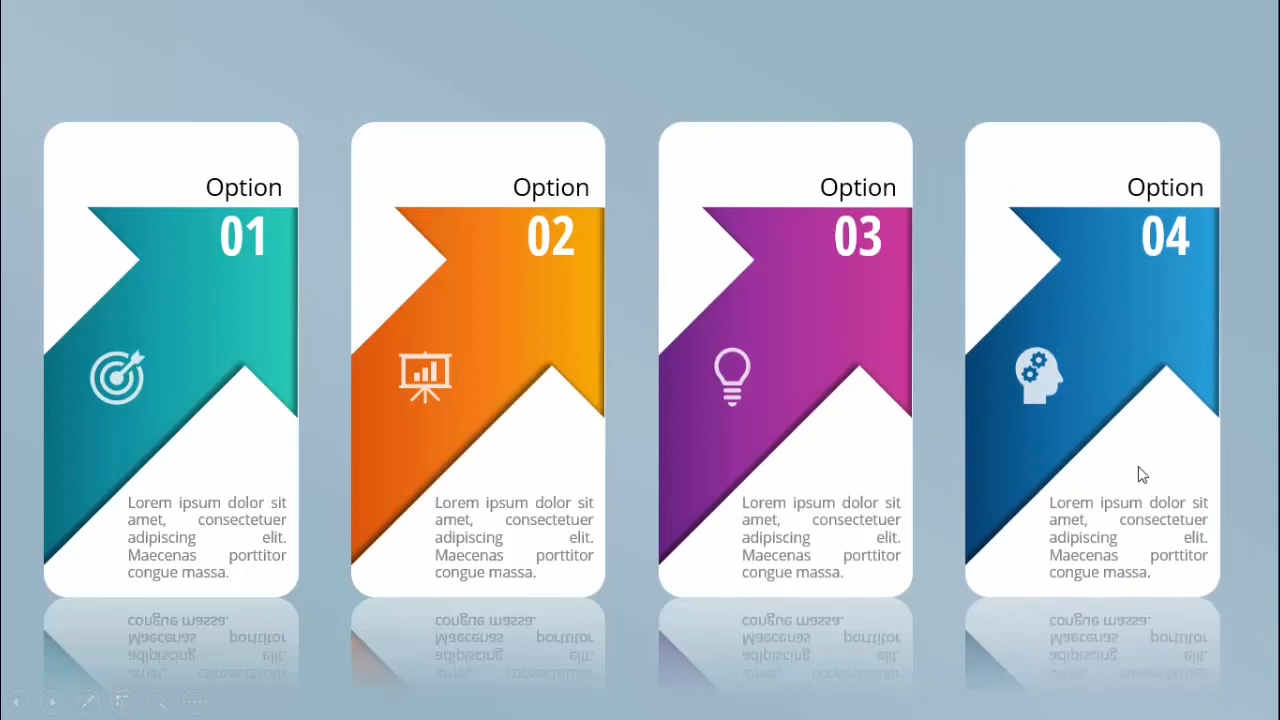 Option
01
Lorem ipsum dolor sit
amet, consectetuer
adipiscing elit.
Maecenas porttitor
congue massa.
Option
02
Lorem ipsum dolor sit
amet, consectetuer
adipiscing elit.
Maecenas porttitor
congue massa.
Option
03
Lorem ipsum dolor sit
amet, consectetuer
adipiscing elit.
Maecenas porttitor
congue massa.
Option
04
Lorem ipsum dolor sit
amet, consectetuer
adipiscing elit.
Maecenas porttitor
congue massa.